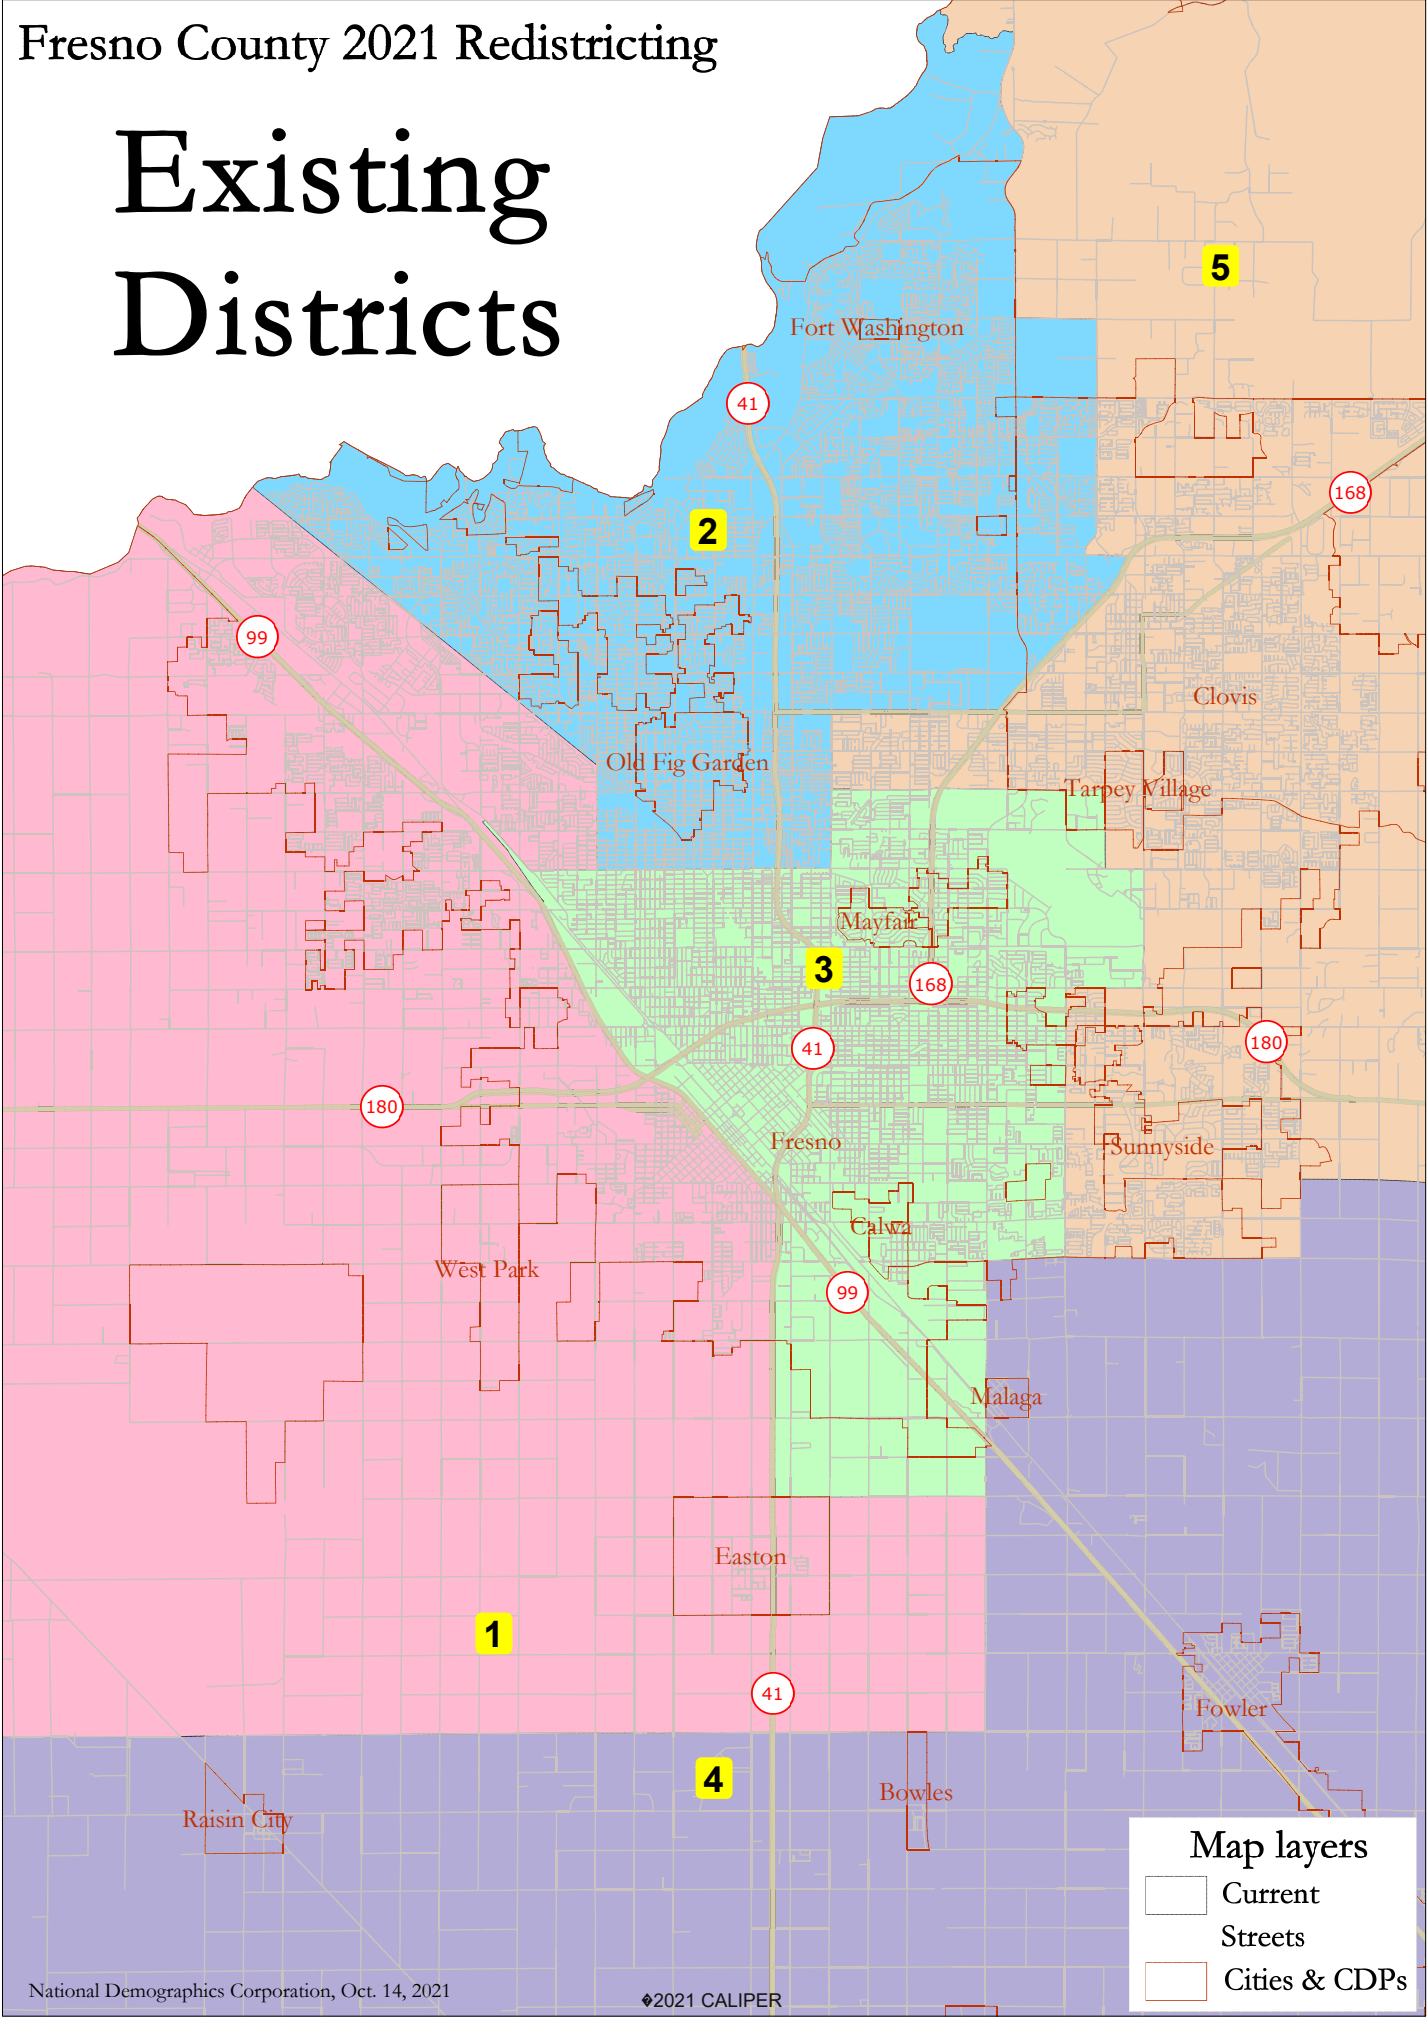 Fresno County 2021 Redistricting
Existing
Districts
5
Fort Washington
41
168
2
99
Clovis
Old Fig Garden
Tarpey Village
Mayfair
3
168
41
180
180
Fresno
Sunnyside
Calwa
West Park
99
Malaga
Easton
1
41
Fowler
4
Bowles
Raisin City
Map layers
Current
Streets
Cities & CDPs
National Demographics Corporation, Oct. 14, 2021
�2021 CALIPER